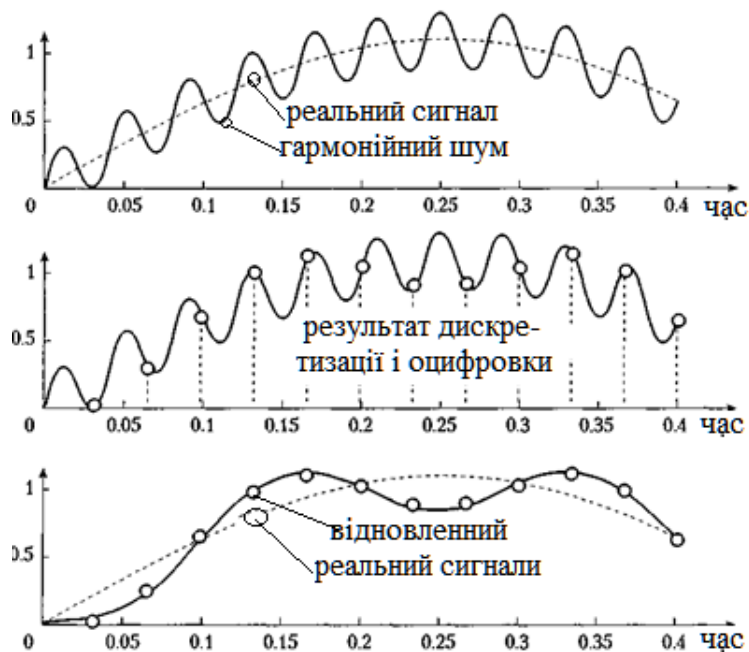 1
0.5
реальний сигнал
гармонійний шум
0 0.05 0.1 0.15 0.2 0.25 0.3 0.35 0.4 час
1
0.5
результат дискре-
тизації і оцифровки
0 0.05 0.1 0.15 0.2 0.25 0.3 0.35 0.4 час
1
0.5
відновленний
реальний сигнали
0 0.05 0.1 0.15 0.2 0.25 0.3 0.35 0.4 час